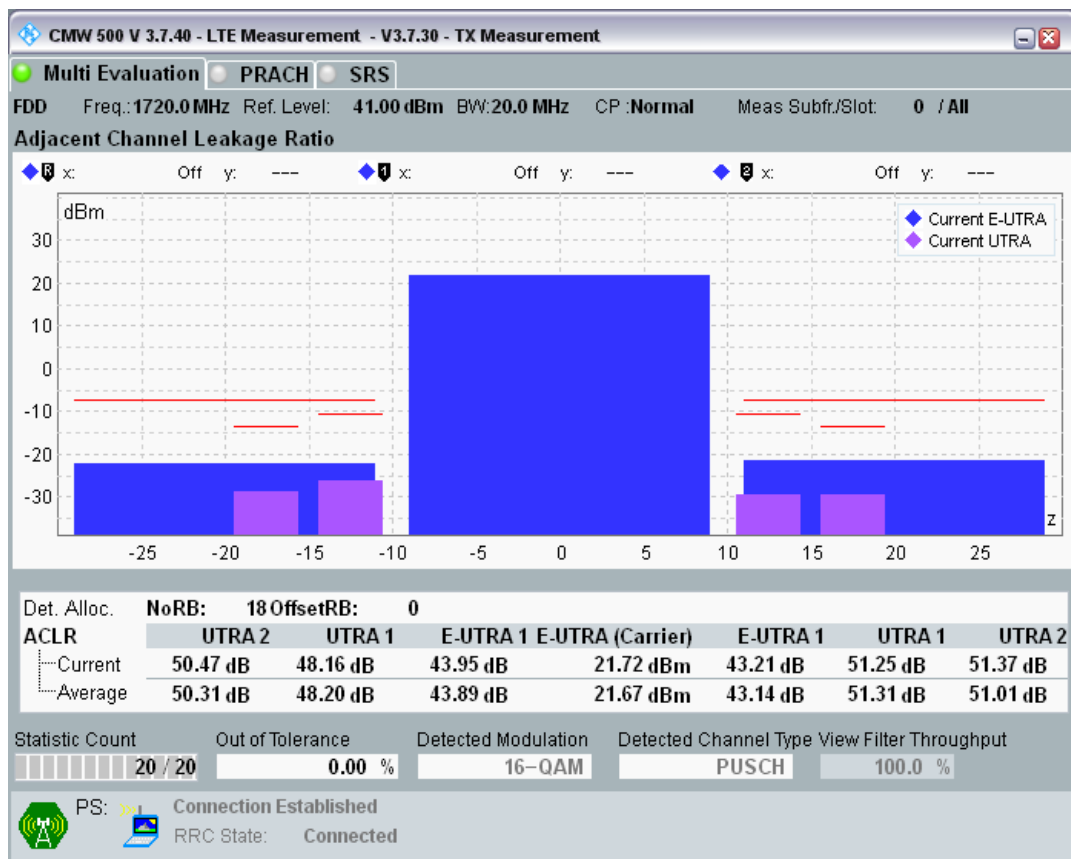 CMW 500 V 3.7.40 - LTE Measurement - V3.7.30 - TX Measurement
Multi Evaluation PRACH SRS
FDD Freq.:1720.0 MHz Ref. Level: 41.00 dBm BW:20.0 MHz CP :Normal Meas Subfr./Slot: 0 / All
Adjacent Channel Leakage Ratio
R x: Off y: --- 1 x: Off y: --- 2 x: Off y: ---
dBm
Current E-UTRA
Current UTRA
30
20
10
0
-10
-20
-30
z
-25 -20 -15 -10 -5 0 5 10 15 20 25
Det. Alloc. NoRB: 18 OffsetRB: 0
ACLR UTRA 2 UTRA 1 E-UTRA 1 E-UTRA (Carrier) E-UTRA 1 UTRA 1 UTRA 2
Current 50.47 dB 48.16 dB 43.95 dB 21.72 dBm 43.21 dB 51.25 dB 51.37 dB
Average 50.31 dB 48.20 dB 43.89 dB 21.67 dBm 43.14 dB 51.31 dB 51.01 dB
Statistic Count Out of Tolerance Detected Modulation Detected Channel Type View Filter Throughput
20 / 20 0.00 % 16-QAM PUSCH 100.0 %
PS: Connection Established
RRC State: Connected